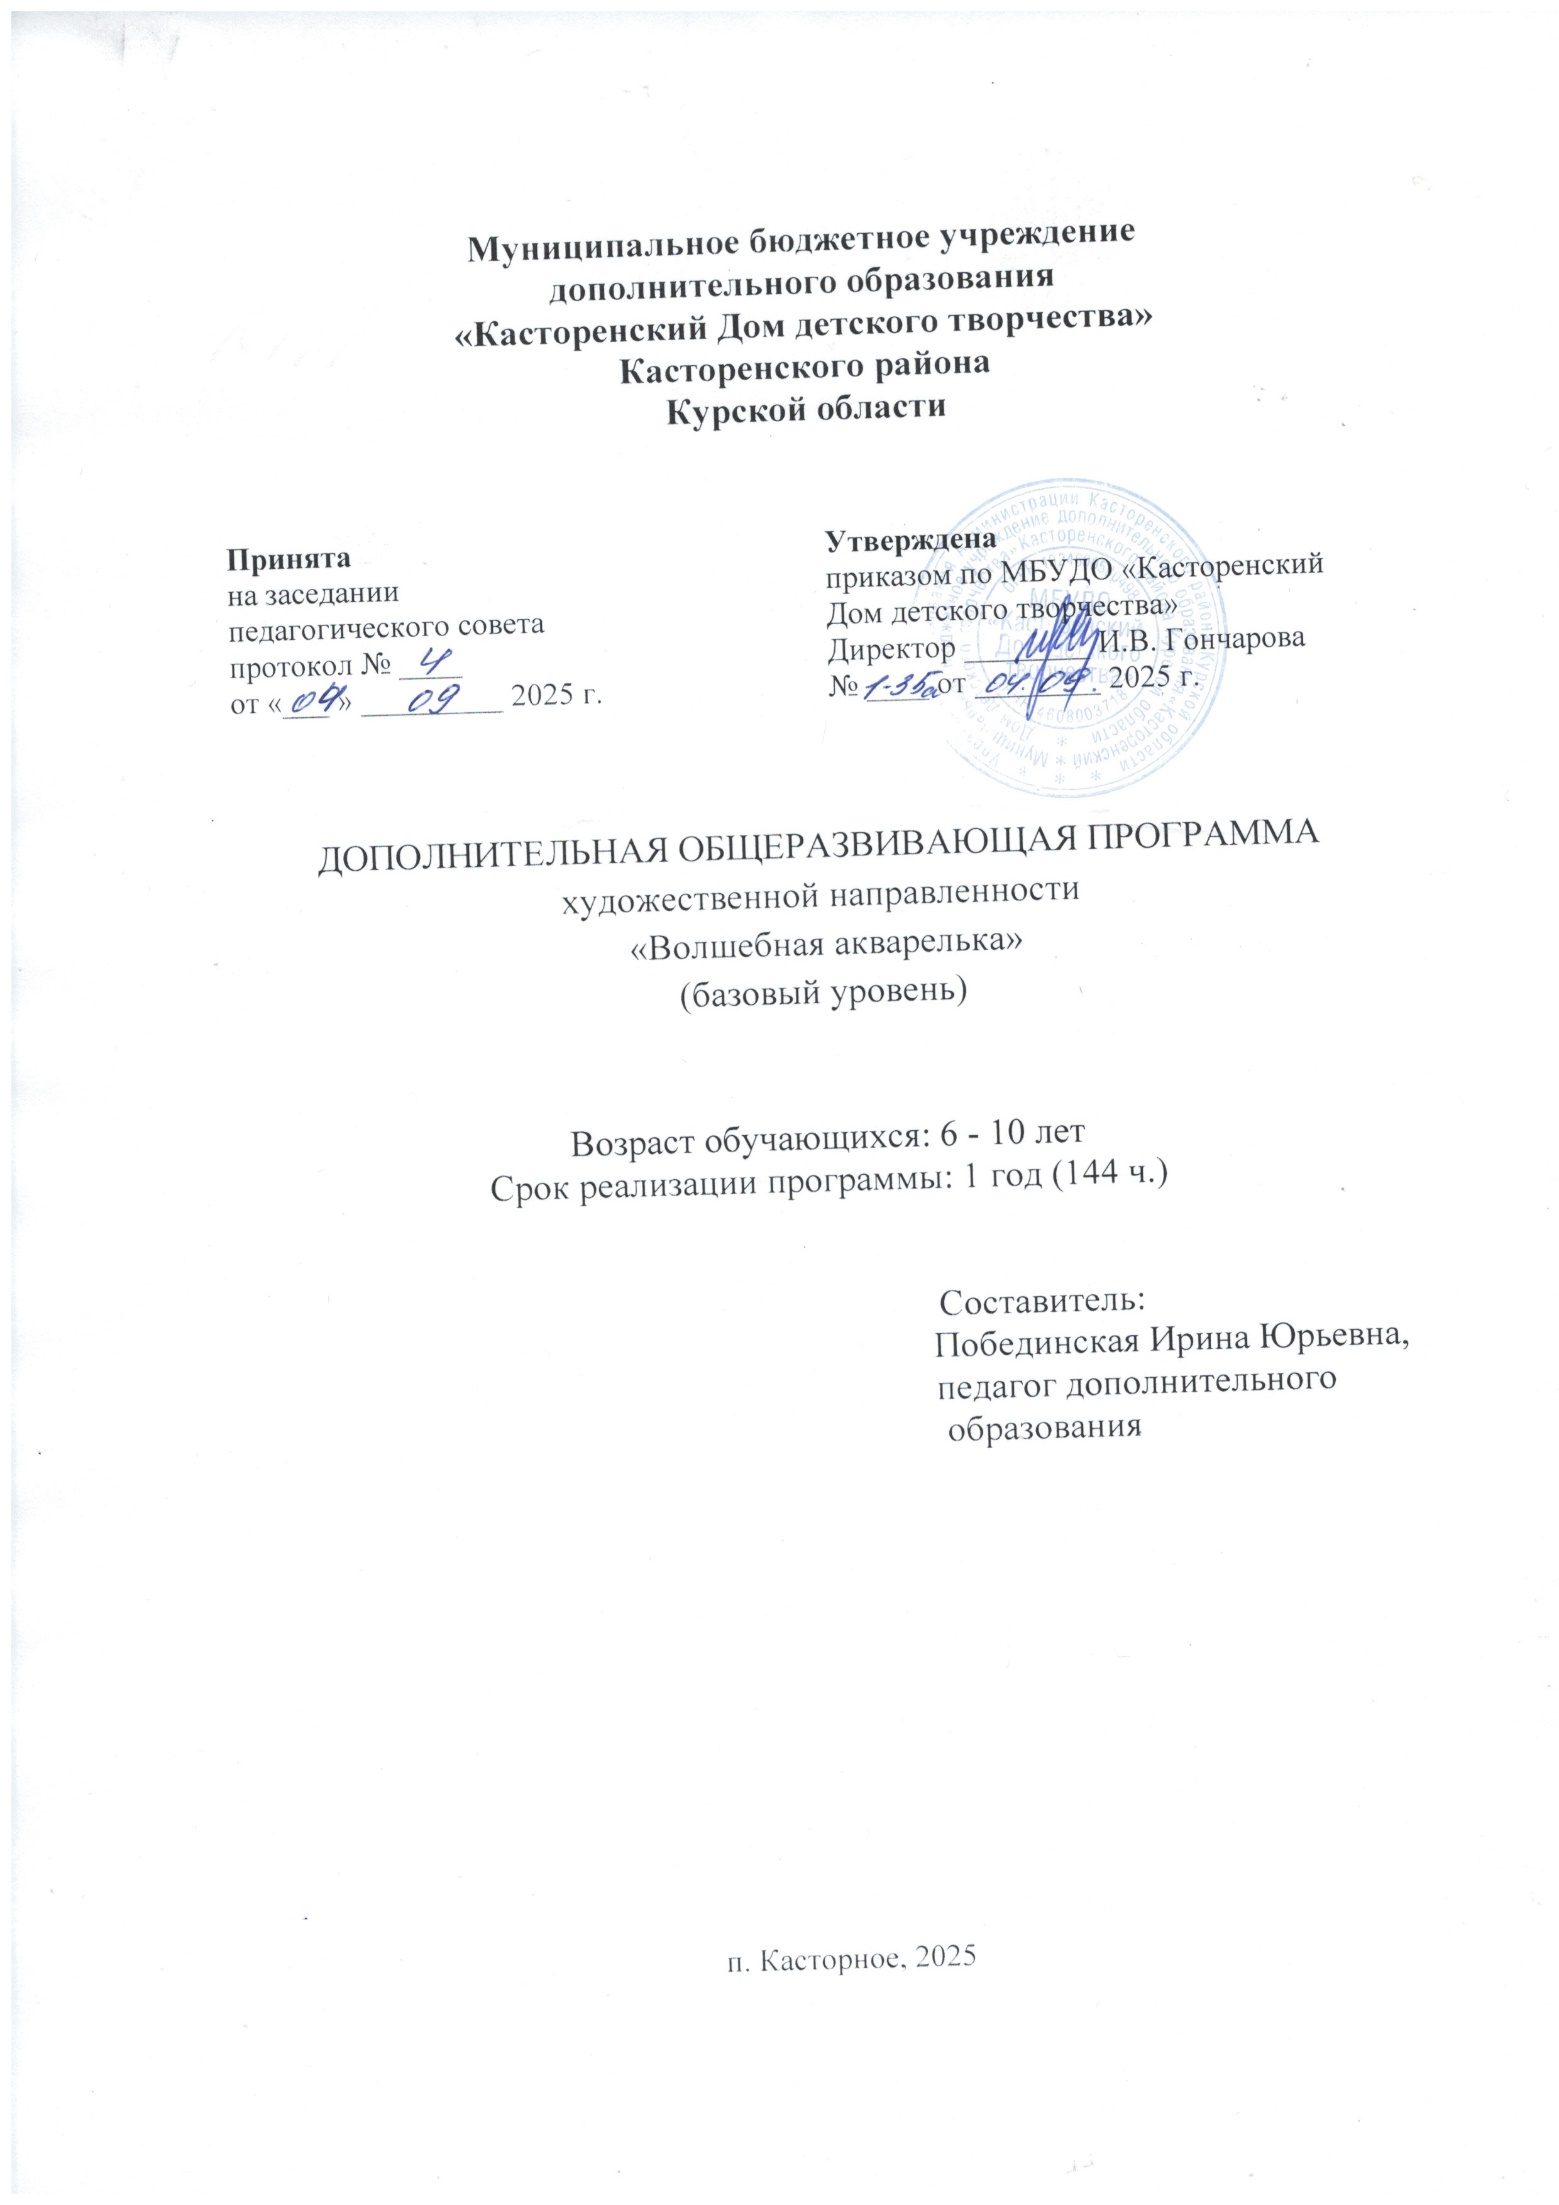 Муниципальное бюджетное учреждение
дополнительного образования
«Касторенский Дом детского творчества»
Касторенского района
Курской области
Принята
на заседании
педагогического совета
протокол № 4
от «04» 09 2025 г.
Утверждена
приказом по МБУДО «Касторенский
Дом детского творчества»
Директор И.В. Гончарова
№ 1-35а от 04.09. 2025 г.
ДОПОЛНИТЕЛЬНАЯ ОБЩЕРАЗВИВАЮЩАЯ ПРОГРАММА
художественной направленности
«Волшебная акварелька»
(базовый уровень)
Возраст обучающихся: 6 - 10 лет
Срок реализации программы: 1 год (144 ч.)
Составитель:
Побединская Ирина Юрьевна,
педагог дополнительного
образования
п. Касторное, 2025